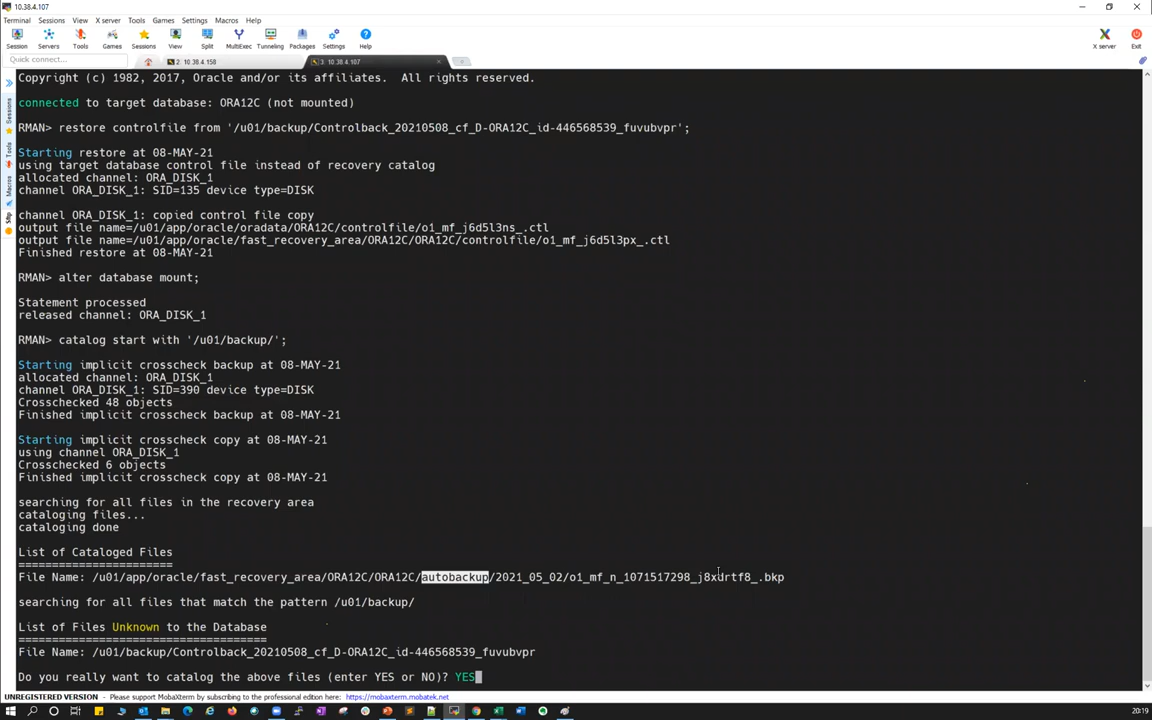 10.38.4.107
Terminal Sessions View X server Tools Games Settings Macros Help
Session Servers Tools Games Sessions View Split MultiExec Tunneling Packages Settings Help X server Exit
Quick connect... 2. 10.38.4.158 3. 10.38.4.107
Sessions
Tools
Macros
Sftp
Copyright (c) 1982, 2017, Oracle and/or its affiliates.  All rights reserved.
connected to target database: ORA12C (not mounted)
RMAN> restore controlfile from '/u01/backup/Controlback_20210508_cf_D-ORA12C_id-446568539_fuvubvpr';
Starting restore at 08-MAY-21
using target database control file instead of recovery catalog
allocated channel: ORA_DISK_1
channel ORA_DISK_1: SID=135 device type=DISK
channel ORA_DISK_1: copied control file copy
output file name=/u01/app/oracle/oradata/ORA12C/controlfile/o1_mf_j6d5l3ns_.ctl
output file name=/u01/app/oracle/fast_recovery_area/ORA12C/ORA12C/controlfile/o1_mf_j6d5l3px_.ctl
Finished restore at 08-MAY-21
RMAN> alter database mount;
Statement processed
released channel: ORA_DISK_1
RMAN> catalog start with '/u01/backup/';
Starting implicit crosscheck backup at 08-MAY-21
allocated channel: ORA_DISK_1
channel ORA_DISK_1: SID=390 device type=DISK
Crosschecked 48 objects
Finished implicit crosscheck backup at 08-MAY-21
Starting implicit crosscheck copy at 08-MAY-21
using channel ORA_DISK_1
Crosschecked 6 objects
Finished implicit crosscheck copy at 08-MAY-21
searching for all files in the recovery area
cataloging files...
cataloging done
List of Cataloged Files
=======================
File Name: /u01/app/oracle/fast_recovery_area/ORA12C/ORA12C/autobackup/2021_05_02/o1_mf_n_1071517298_j8xdrtf8_.bkp
searching for all files that match the pattern /u01/backup/
List of Files Unknown to the Database
=====================================
File Name: /u01/backup/Controlback_20210508_cf_D-ORA12C_id-446568539_fuvubvpr
Do you really want to catalog the above files (enter YES or NO)? YES
UNREGISTERED VERSION - Please support MobaXterm by subscribing to the professional edition here: https://mobaxterm.mobatek.net
20:19